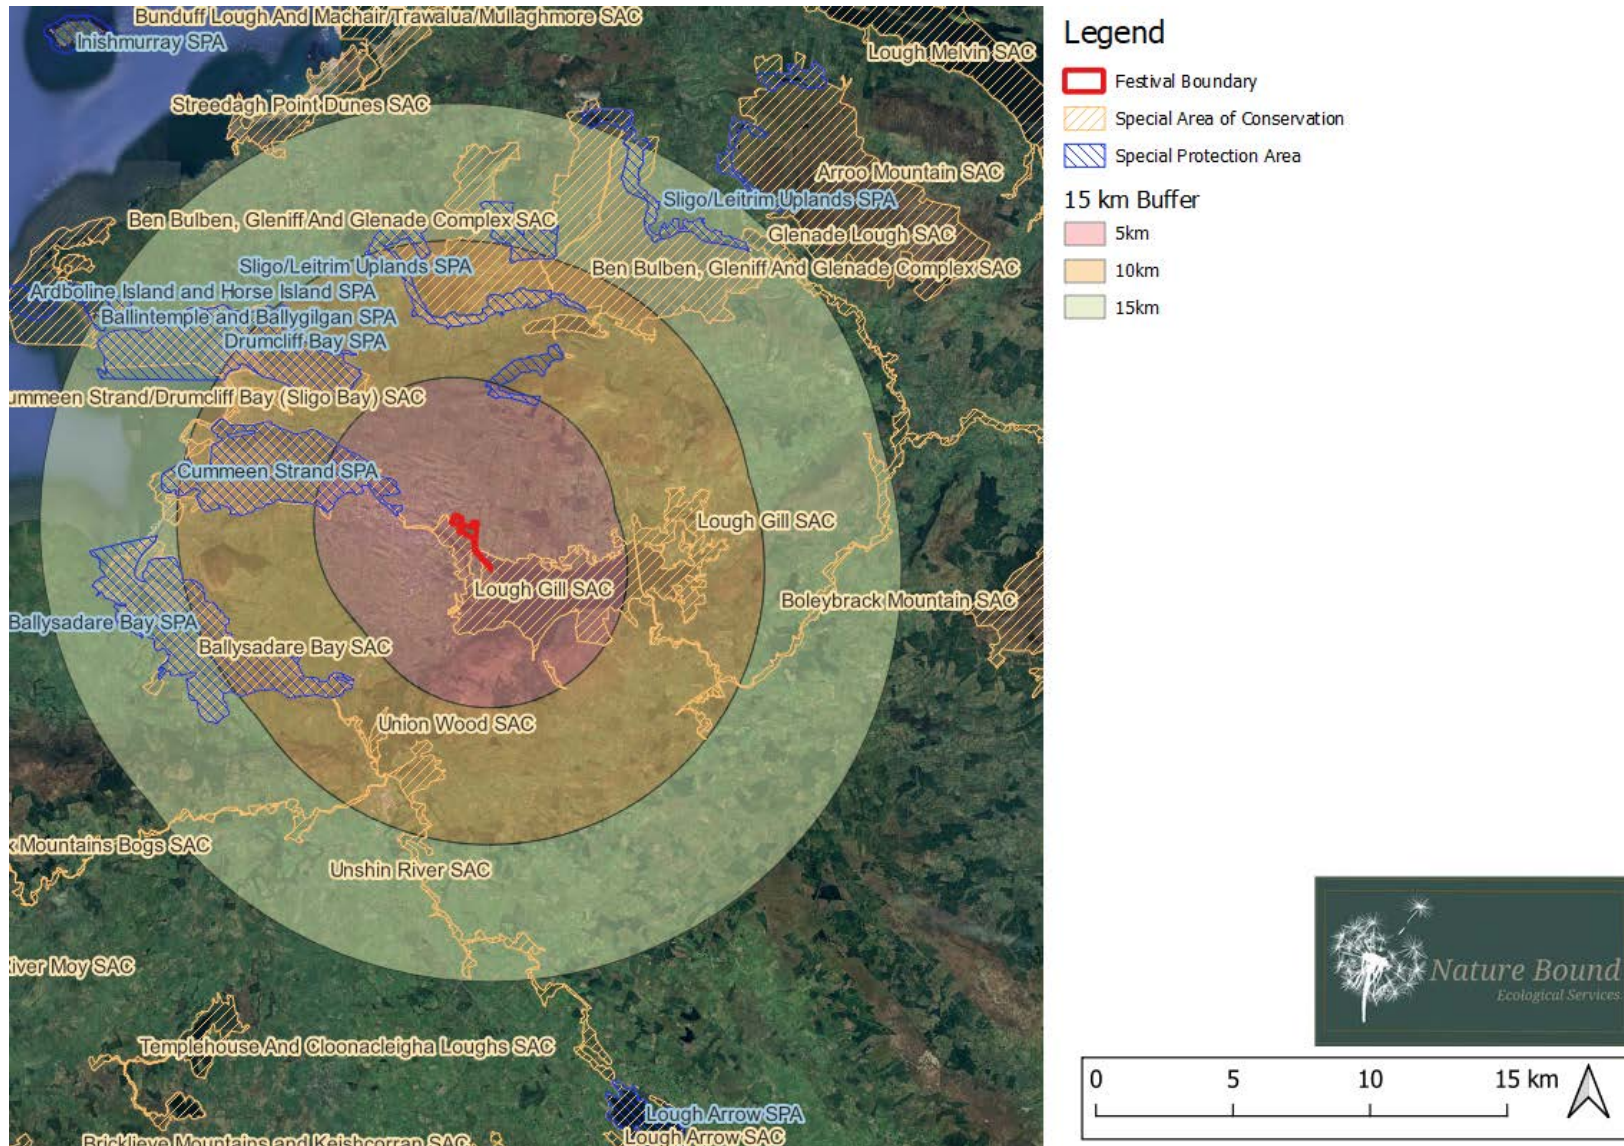 Bunduff Lough And Machair/Trawalua/Mullaghmore SAC
Inishmurray SPA
Lough Melvin SAC
Streedagh Point Dunes SAC
Arroo Mountain SAC
Sligo/Leitrim Uplands SPA
Ben Bulben, Gleniff And Glenade Complex SAC
Glenade Lough SAC
Sligo/Leitrim Uplands SPA
Ben Bulben, Gleniff And Glenade Complex SAC
Ardboline Island and Horse Island SPA
Ballintemple and Ballygilgan SPA
Drumcliff Bay SPA
ummeen Strand/Drumcliff Bay (Sligo Bay) SAC
Cummeen Strand SPA
Lough Gill SAC
Lough Gill SAC
Boleybrack Mountain SAC
Ballysadare Bay SPA
Ballysadare Bay SAC
Union Wood SAC
x Mountains Bogs SAC
Unshin River SAC
River Moy SAC
Templehouse And Cloonacleigha Loughs SAC
Lough Arrow SPA
Lough Arrow SAC
Bricklieve Mountains and Keishcorran SAC
Legend
Festival Boundary
Special Area of Conservation
Special Protection Area
15 km Buffer
5km
10km
15km
Nature Bound
Ecological Services
0 5 10 15 km